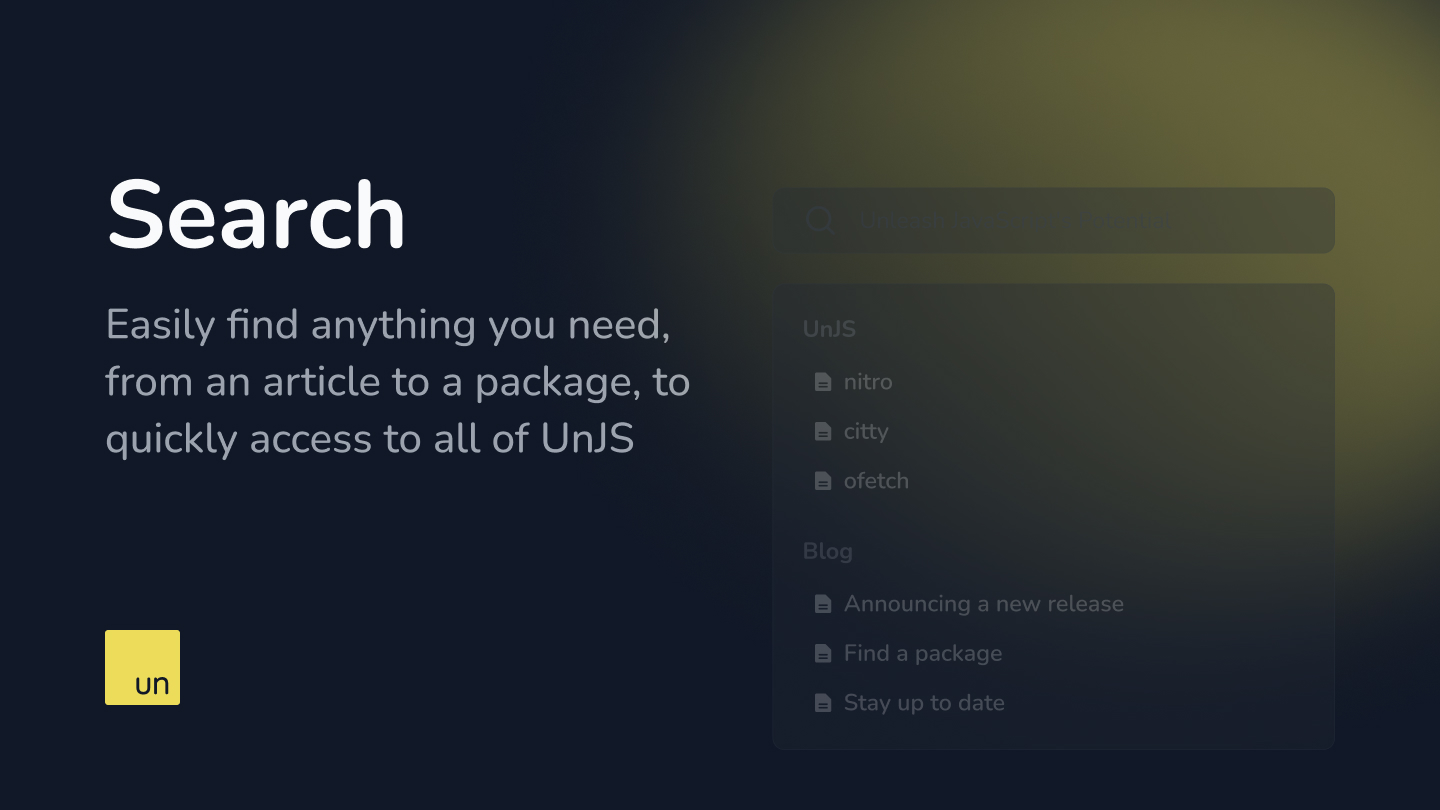 Search
Easily find anything you need,
from an article to a package, to
quickly access to all of UnJS
un
UnJS
nitro
citty
ofetch
Blog
Announcing a new release
Find a package
Stay up to date